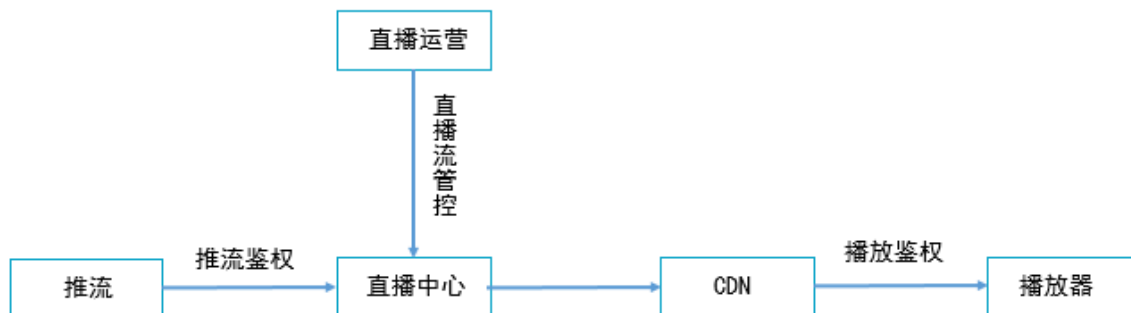 直播运营
直播流管控
推流鉴权
播放鉴权
推流
直播中心
CDN
播放器